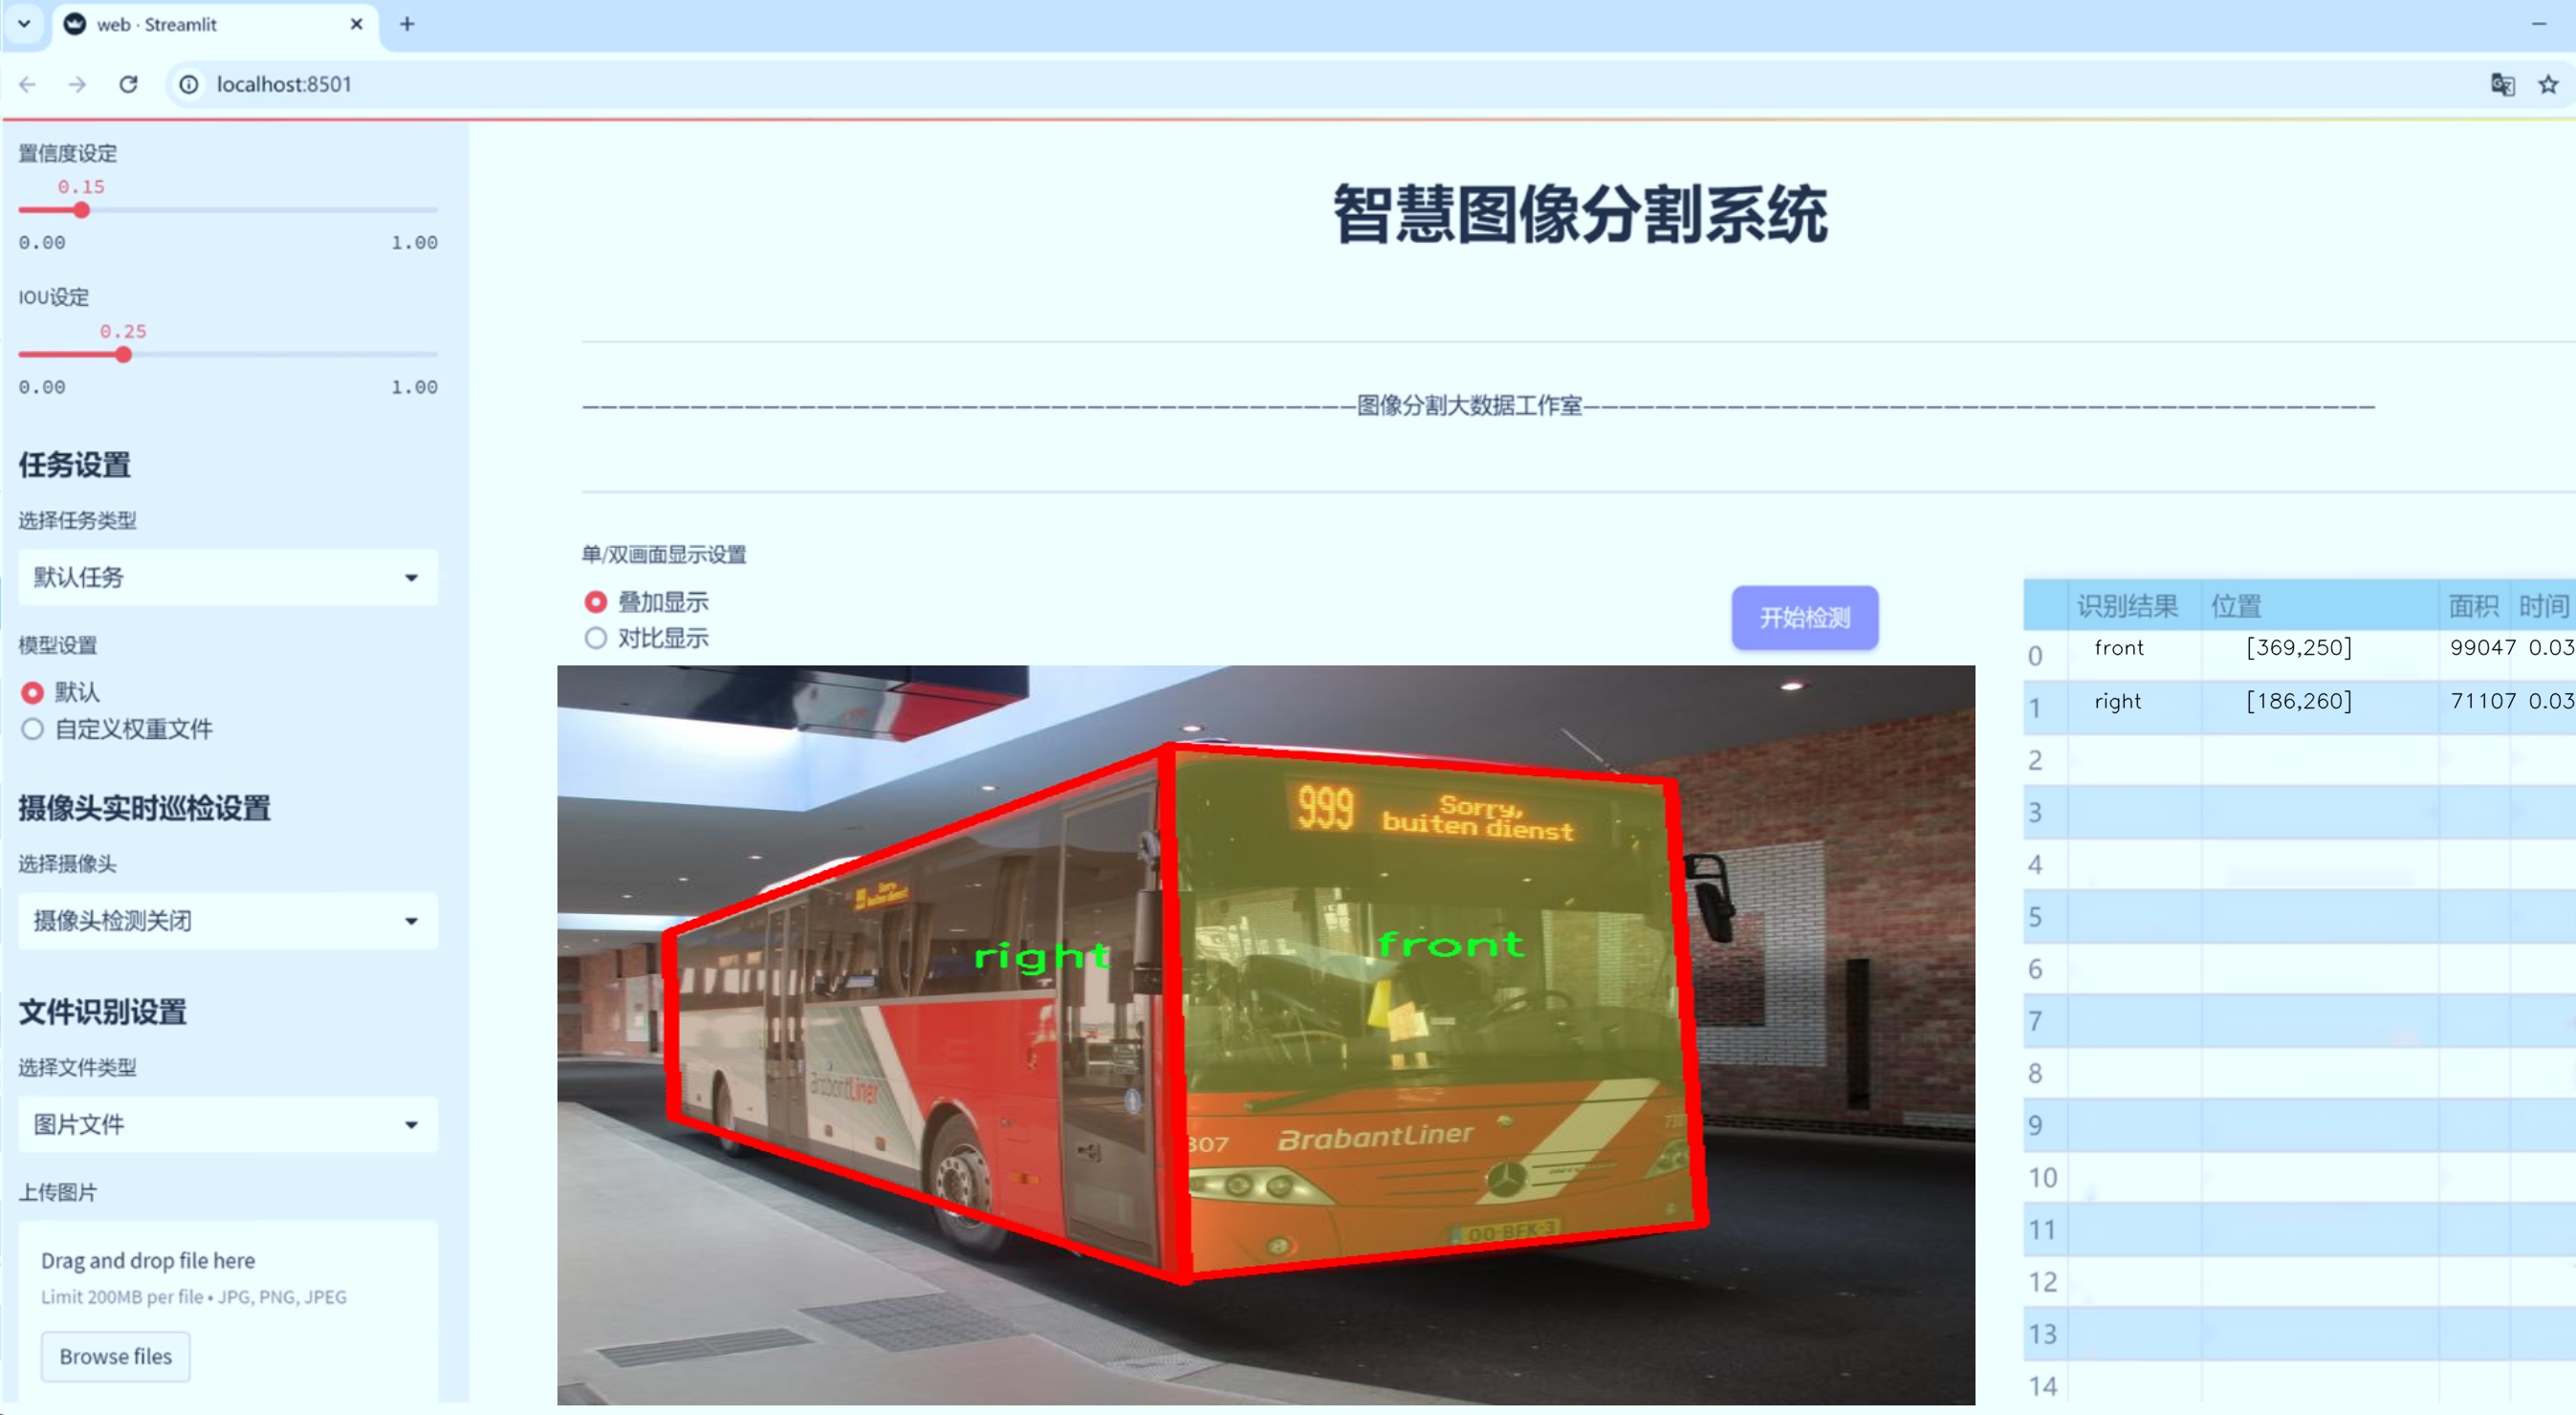 web · Streamlit
localhost:8501
置信度设定
0.15
0.00 1.00
IOU设定
0.25
0.00 1.00
任务设置
选择任务类型
默认任务
模型设置
默认
自定义权重文件
摄像头实时巡检设置
选择摄像头
摄像头检测关闭
文件识别设置
选择文件类型
图片文件
上传图片
Drag and drop file here
Limit 200MB per file • JPG, PNG, JPEG
Browse files
智慧图像分割系统
图像分割大数据工作室
单/双画面显示设置
叠加显示
对比显示
开始检测
999 Sorry,
buiten dienst
Sorry
buiten dienst
right
front
BrabantLiner
307 BrabantLiner
OO-BFK-3
识别结果 位置 面积 时间
0 front [369,250] 99047 0.03
1 right [186,260] 71107 0.03
2
3
4
5
6
7
8
9
10
11
12
13
14